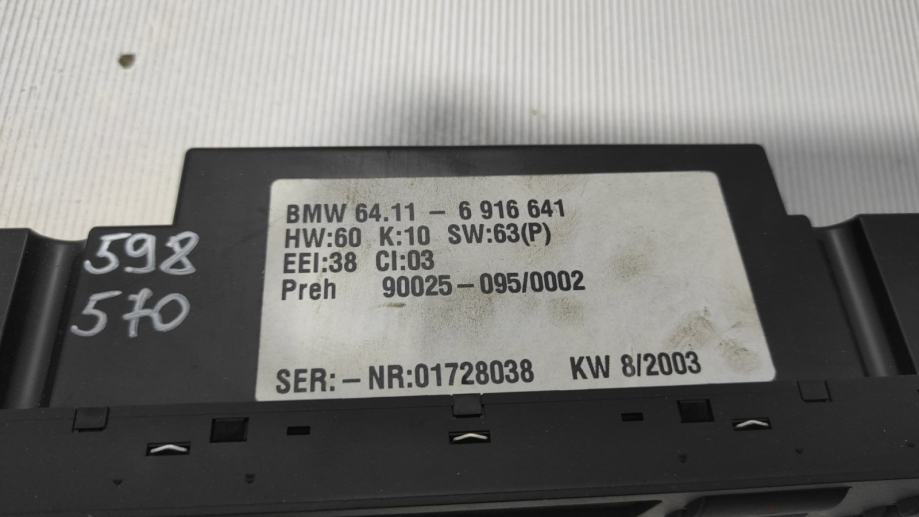 BMW 64.11 - 6 916 641
HW:60 K:10 SW:63(P)
EEI:38 CI:03
Preh 90025-095/0002
SER:-NR:01728038 KW 8/2003
598
570